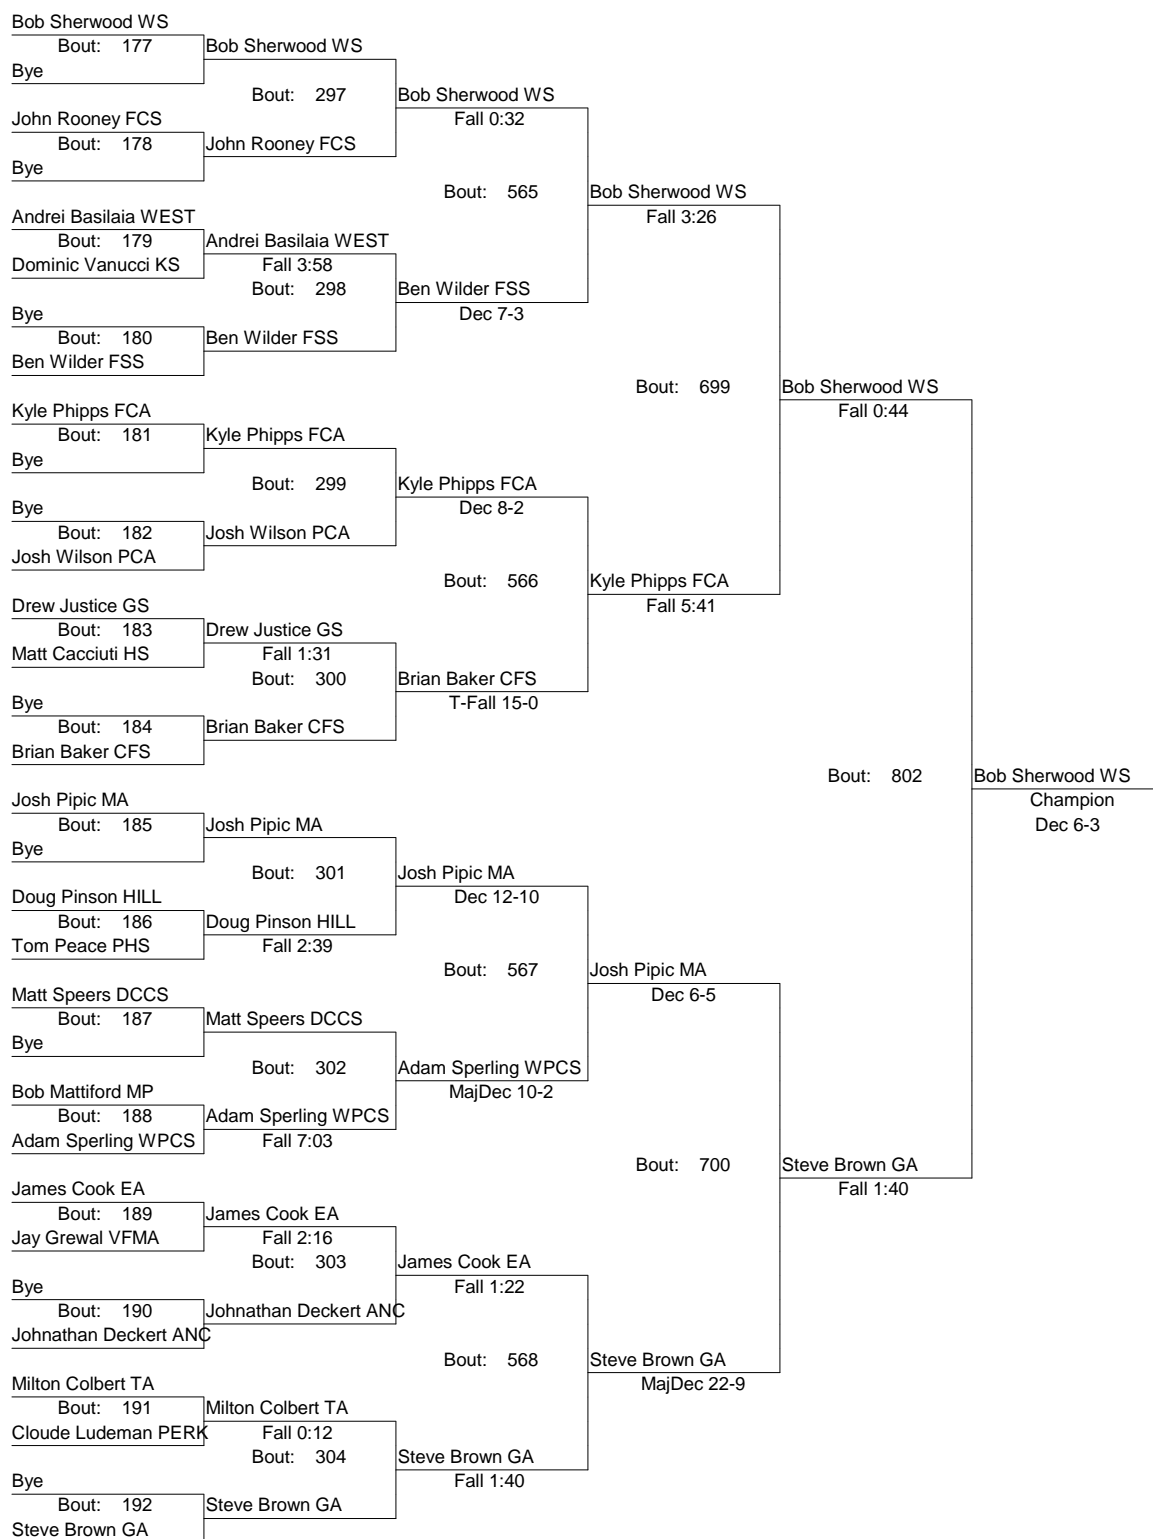 Bob Sherwood WS
Bout: 177 Bob Sherwood WS
Bye
Bout: 297 Bob Sherwood WS
John Rooney FCS Fall 0:32
Bout: 178 John Rooney FCS
Bye
Bout: 565 Bob Sherwood WS
Andrei Basilaia WEST Fall 3:26
Bout: 179 Andrei Basilaia WEST
Dominic Vanucci KS Fall 3:58
Bout: 298 Ben Wilder FSS
Bye Dec 7-3
Bout: 180 Ben Wilder FSS
Ben Wilder FSS
Bout: 699 Bob Sherwood WS
Kyle Phipps FCA Fall 0:44
Bout: 181 Kyle Phipps FCA
Bye
Bout: 299 Kyle Phipps FCA
Bye Dec 8-2
Bout: 182 Josh Wilson PCA
Josh Wilson PCA
Bout: 566 Kyle Phipps FCA
Drew Justice GS Fall 5:41
Bout: 183 Drew Justice GS
Matt Cacciuti HS Fall 1:31
Bout: 300 Brian Baker CFS
Bye T-Fall 15-0
Bout: 184 Brian Baker CFS
Brian Baker CFS
Bout: 802 Bob Sherwood WS
Josh Pipic MA Champion
Bout: 185 Josh Pipic MA Dec 6-3
Bye
Bout: 301 Josh Pipic MA
Doug Pinson HILL Dec 12-10
Bout: 186 Doug Pinson HILL
Tom Peace PHS Fall 2:39
Bout: 567 Josh Pipic MA
Matt Speers DCCS Dec 6-5
Bout: 187 Matt Speers DCCS
Bye
Bout: 302 Adam Sperling WPCS
Bob Mattiford MP MajDec 10-2
Bout: 188 Adam Sperling WPCS
Adam Sperling WPCS Fall 7:03
Bout: 700 Steve Brown GA
James Cook EA Fall 1:40
Bout: 189 James Cook EA
Jay Grewal VFMA Fall 2:16
Bout: 303 James Cook EA
Bye Fall 1:22
Bout: 190 Johnathan Deckert ANC
Johnathan Deckert ANC
Bout: 568 Steve Brown GA
Milton Colbert TA MajDec 22-9
Bout: 191 Milton Colbert TA
Cloude Ludeman PERK Fall 0:12
Bout: 304 Steve Brown GA
Bye Fall 1:40
Bout: 192 Steve Brown GA
Steve Brown GA